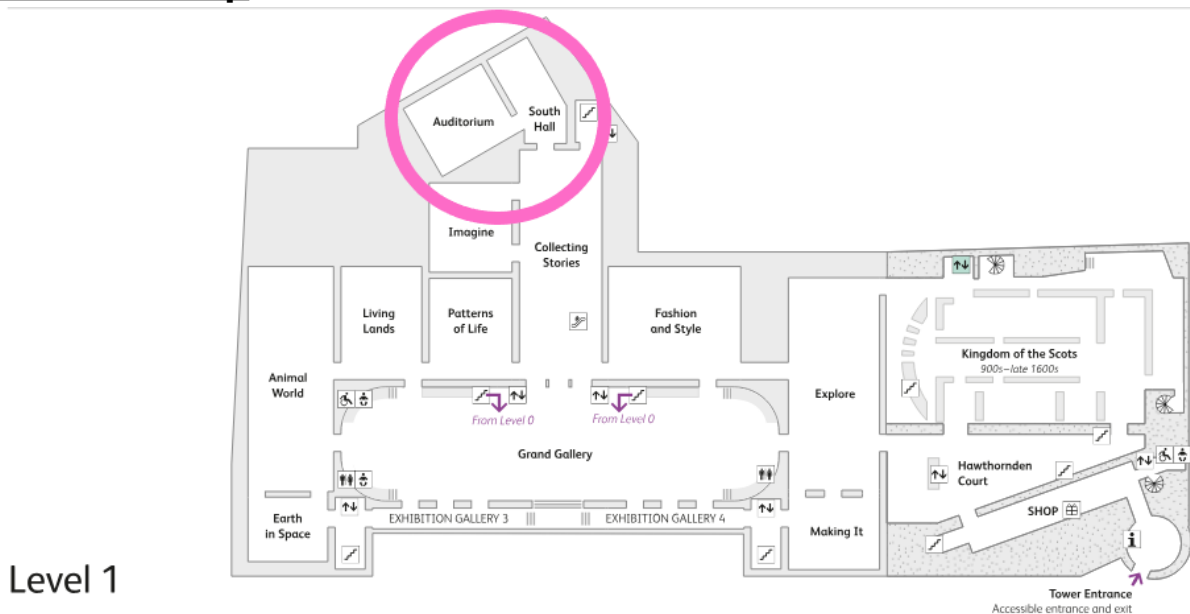 Auditorium
South
Hall
Imagine
Collecting
Stories
Living
Lands
Patterns
of Life
Fashion
and Style
Kingdom of the Scots
900s–late 1600s
Animal
World
Explore
From Level 0
From Level 0
Grand Gallery
Hawthornden
Court
Earth
in Space
EXHIBITION GALLERY 3
EXHIBITION GALLERY 4
SHOP
Making It
i
Level 1
Tower Entrance
Accessible entrance and exit